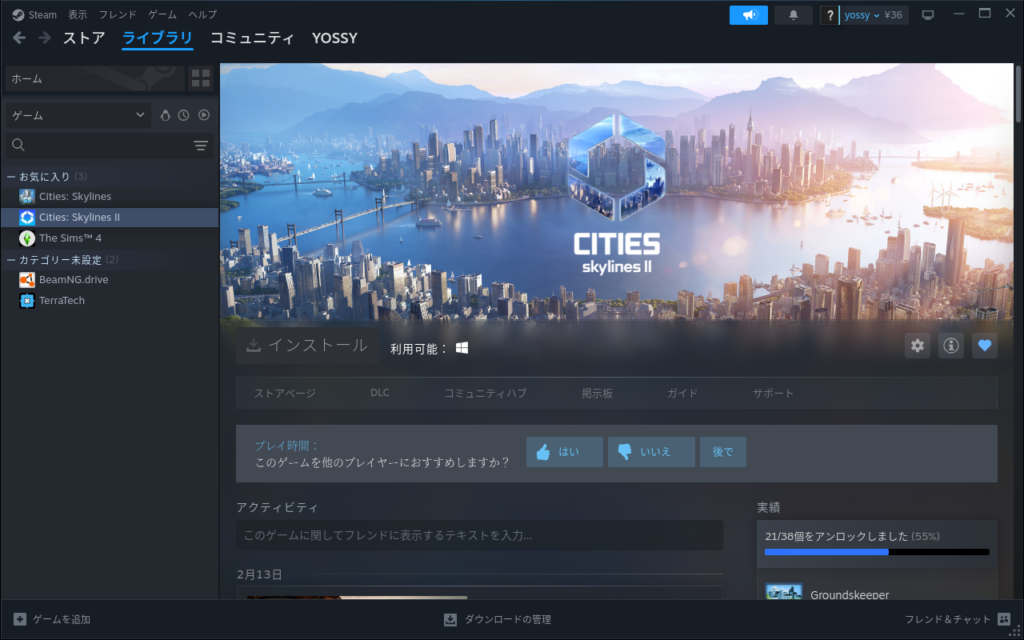 Steam 表示 フレンド ゲーム ヘルプ
? yossy ¥36
ストア ライブラリ コミュニティ YOSSY
ホーム
ゲーム
お気に入り (3)
Cities: Skylines
Cities: Skylines II
The Sims™ 4
カテゴリー未設定 (2)
BeamNG.drive
TerraTech
CITIES
skylines II
インストール 利用可能：
ストアページ DLC コミュニティハブ 掲示板 ガイド サポート
プレイ時間：
このゲームを他のプレイヤーにおすすめしますか？
はい いいえ 後で
アクティビティ
このゲームに関してフレンドに表示するテキストを入力...
2月13日
実績
21/38個をアンロックしました (55%)
Groundskeeper
ゲームを追加 ダウンロードの管理 フレンド＆チャット